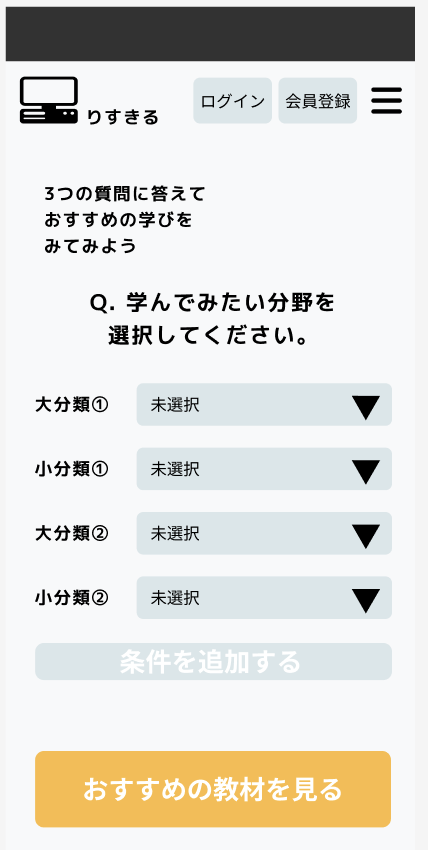 りすきる
ログイン
会員登録
3つの質問に答えて
おすすめの学びを
みてみよう
Q. 学んでみたい分野を
選択してください。
大分類① 未選択
小分類① 未選択
大分類② 未選択
小分類② 未選択
条件を追加する
おすすめの教材を見る